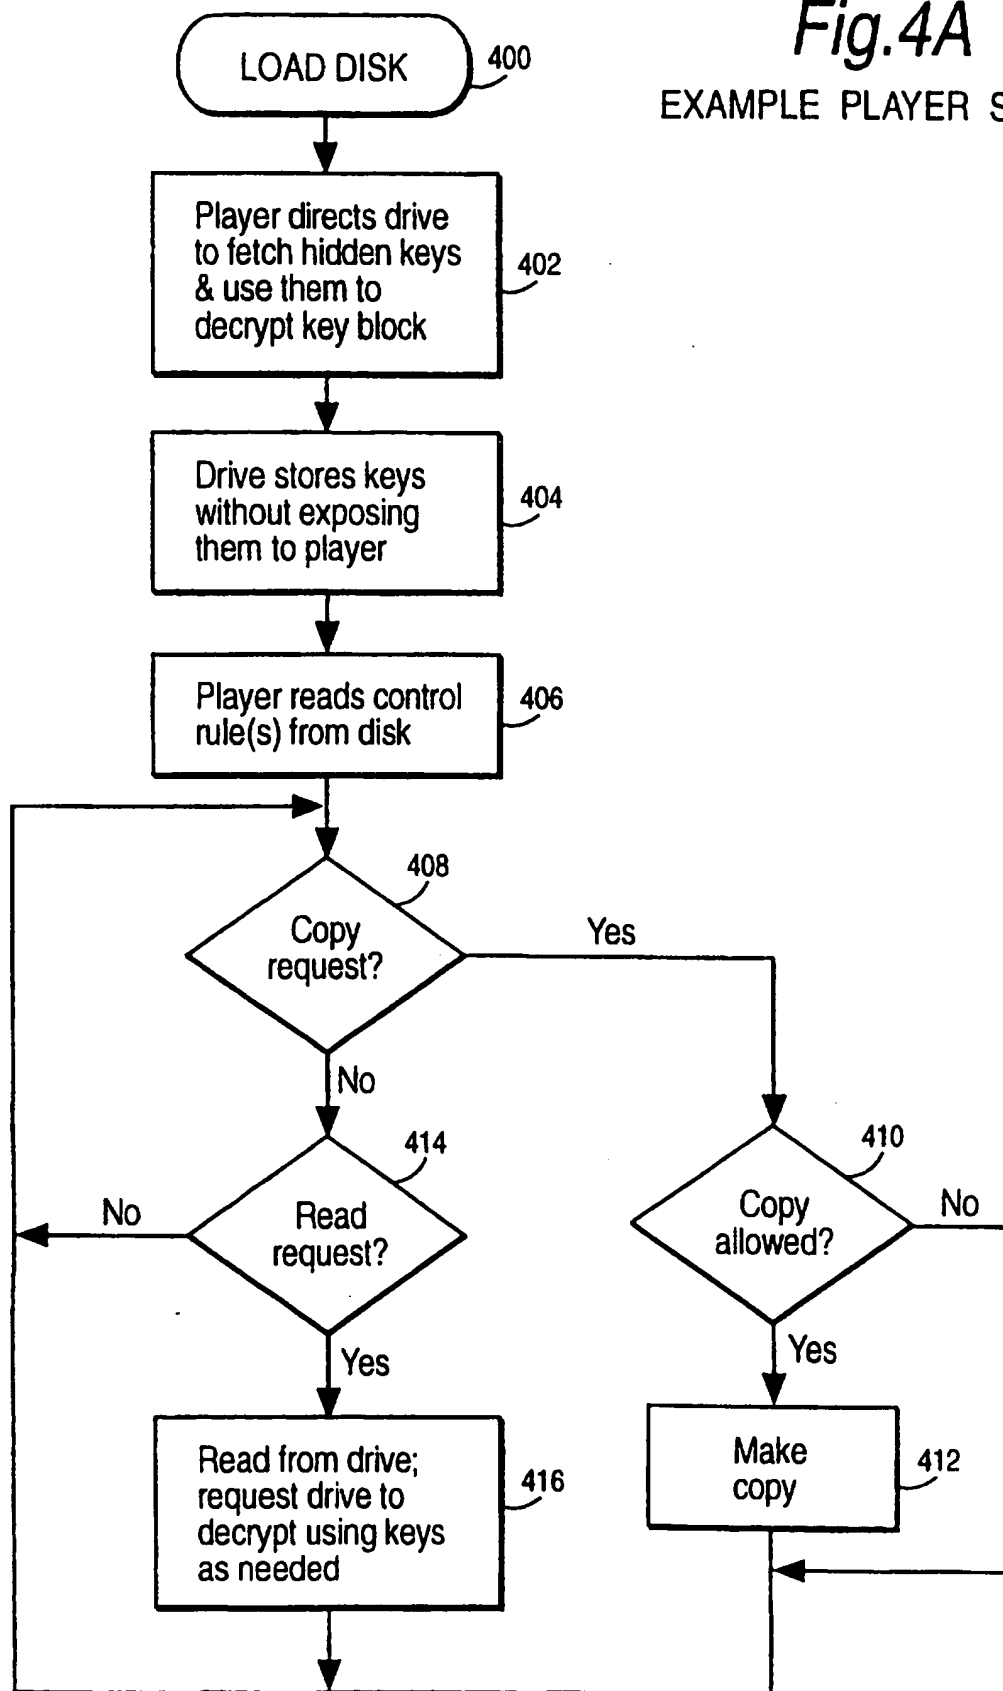 Fig.4A
EXAMPLE PLAYER S
LOAD DISK
400
Player directs drive
to fetch hidden keys
& use them to
decrypt key block
402
Drive stores keys
without exposing
them to player
404
Player reads control
rule(s) from disk
406
408
Copy
request?
Yes
No
414
Read
request?
No
Yes
410
Copy
allowed?
No
Yes
Read from drive;
request drive to
decrypt using keys
as needed
416
Make
copy
412